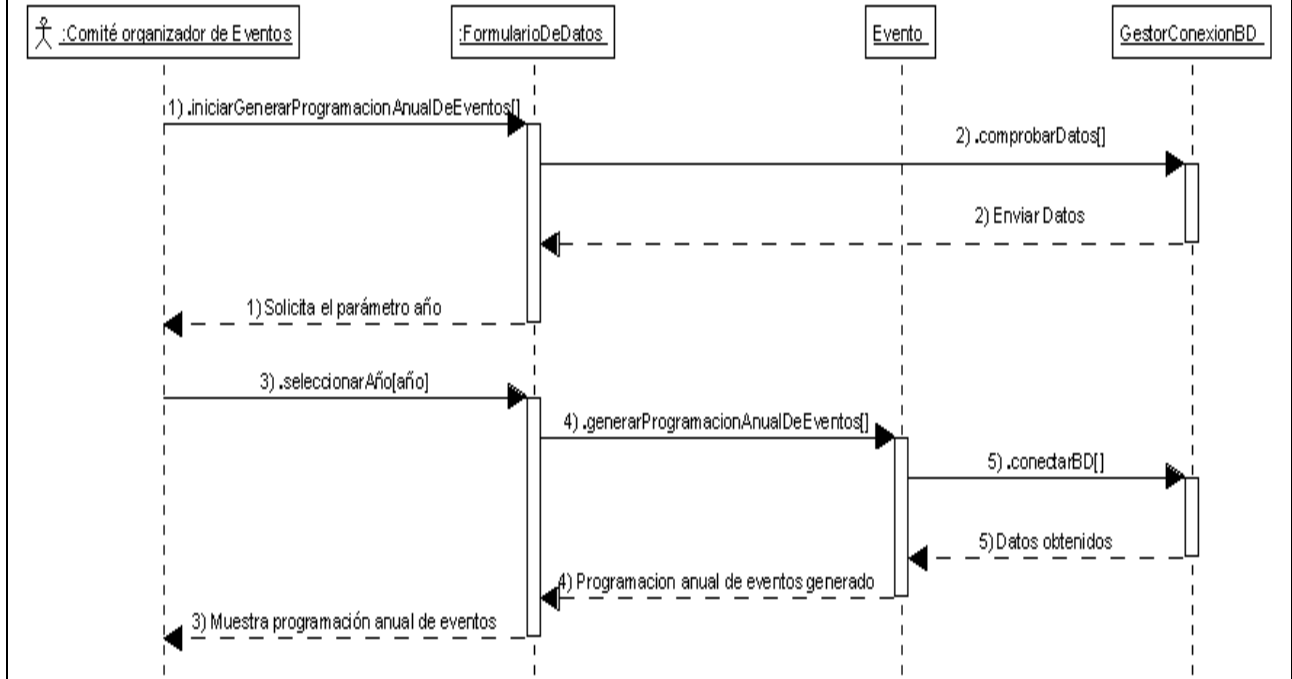 :Comité organizador de Eventos
:FormularioDeDatos
Evento
GestorConexionBD
1) .iniciarGenerarProgramacionAnualDeEventos[]
2) .comprobarDatos[]
2) Enviar Datos
1) Solicita el parámetro año
3) .seleccionarAño[año]
4) .generarProgramacionAnualDeEventos[]
5) .conectarBD[]
5) Datos obtenidos
4) Programacion anual de eventos generado
3) Muestra programación anual de eventos